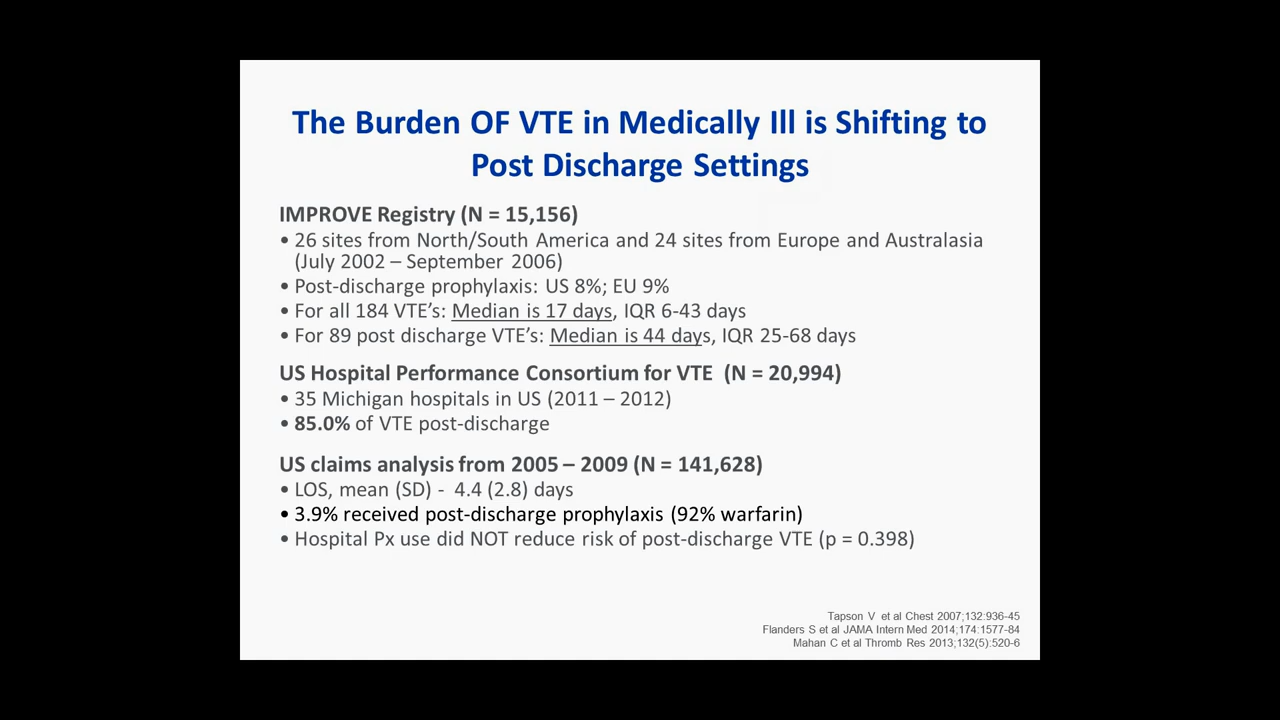 The Burden OF VTE in Medically Ill is Shifting to
Post Discharge Settings
IMPROVE Registry (N = 15,156)
• 26 sites from North/South America and 24 sites from Europe and Australasia
(July 2002 – September 2006)
• Post-discharge prophylaxis: US 8%; EU 9%
• For all 184 VTE’s: Median is 17 days, IQR 6-43 days
• For 89 post discharge VTE’s: Median is 44 days, IQR 25-68 days
US Hospital Performance Consortium for VTE (N = 20,994)
• 35 Michigan hospitals in US (2011 – 2012)
• 85.0% of VTE post-discharge
US claims analysis from 2005 – 2009 (N = 141,628)
• LOS, mean (SD) - 4.4 (2.8) days
• 3.9% received post-discharge prophylaxis (92% warfarin)
• Hospital Px use did NOT reduce risk of post-discharge VTE (p = 0.398)
Tapson V et al Chest 2007;132:936-45
Flanders S et al JAMA Intern Med 2014;174:1577-84
Mahan C et al Thromb Res 2013;132(5):520-6